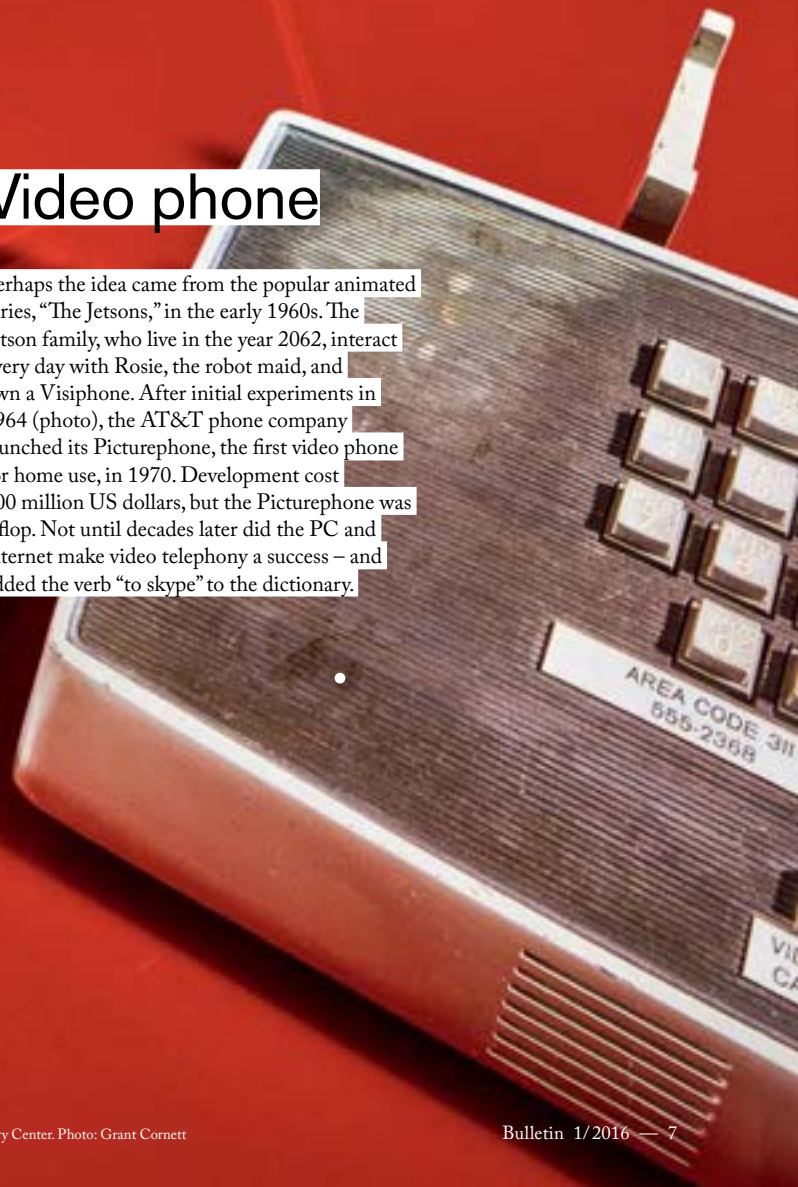 Video phone
erhaps the idea came from the popular animated
ries, “The Jetsons,” in the early 1960s. The
tson family, who live in the year 2062, interact
very day with Rosie, the robot maid, and
wn a Visiphone. After initial experiments in
964 (photo), the AT&T phone company
unched its Picturephone, the first video phone
or home use, in 1970. Development cost
00 million US dollars, but the Picturephone was
flop. Not until decades later did the PC and
nternet make video telephony a success – and
dded the verb “to skype” to the dictionary.
AREA CODE 311
555-2368
VI
CA
y Center. Photo: Grant Cornett
Bulletin 1/2016 — 7